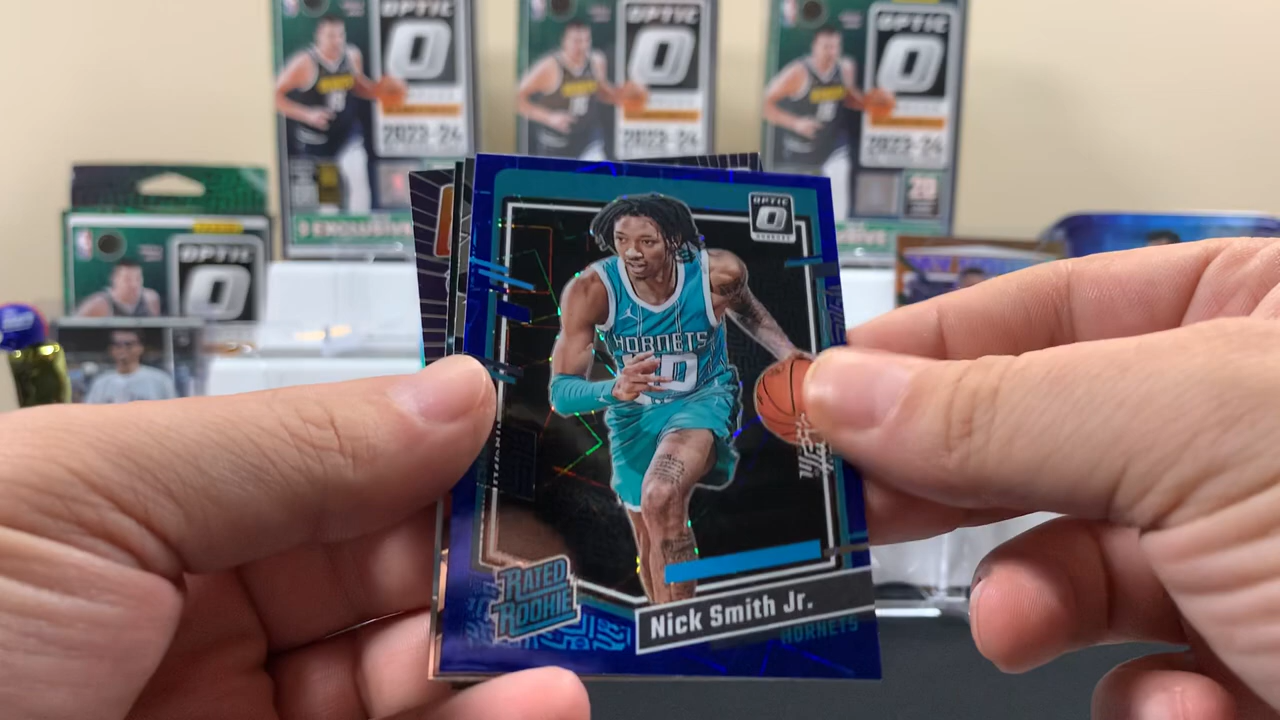 OPTIC
2023-24
OPTIC
2023-24
OPTIC
2023-24
20
EXCLUSIVE
OPTIC
OPTIC
HORNETS
RATED
ROOKIE
Nick Smith Jr.
HORNETS